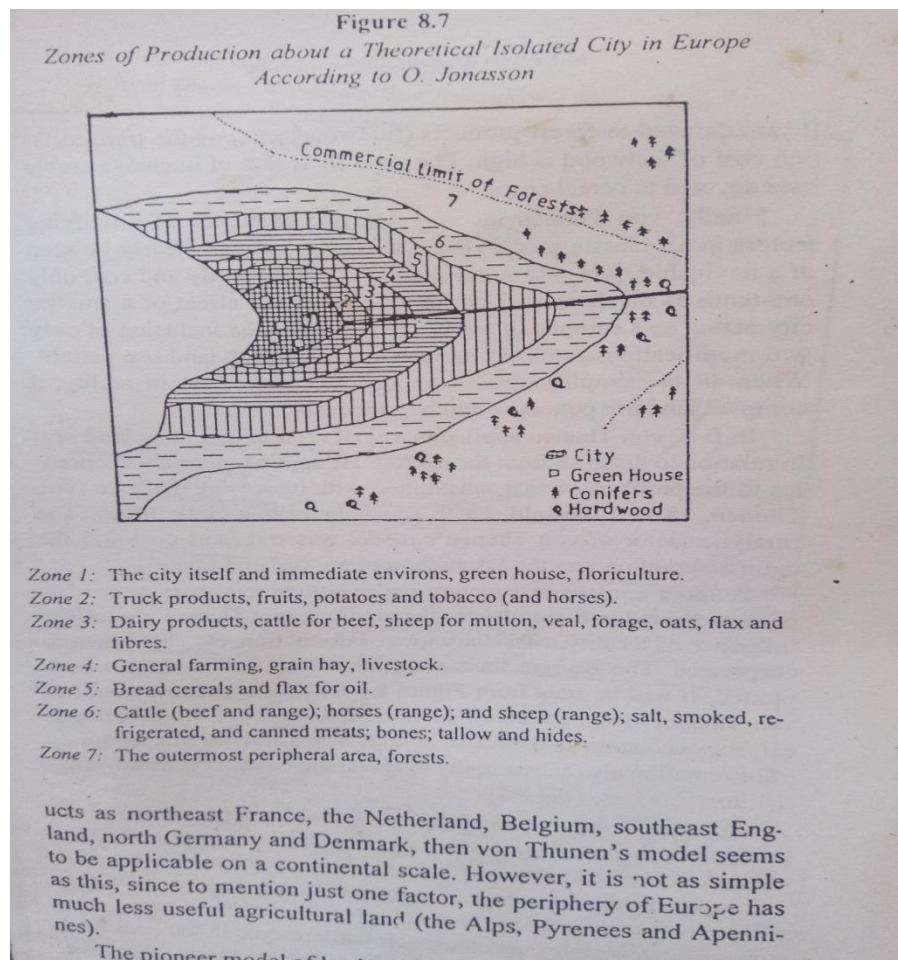 Figure 8.7
Zones of Production about a Theoretical Isolated City in Europe
According to O. Jonasson
Commercial limit of Forests
7
6
5
4
3
2
1
City
Green House
Conifers
Hardwood
Zone 1: The city itself and immediate environs, green house, floriculture.
Zone 2: Truck products, fruits, potatoes and tobacco (and horses).
Zone 3: Dairy products, cattle for beef, sheep for mutton, veal, forage, oats, flax and
fibres.
Zone 4: General farming, grain hay, livestock.
Zone 5: Bread cereals and flax for oil.
Zone 6: Cattle (beef and range); horses (range); and sheep (range); salt, smoked, re-
frigerated, and canned meats; bones; tallow and hides.
Zone 7: The outermost peripheral area, forests.
ucts as northeast France, the Netherland, Belgium, southeast Eng-
land, north Germany and Denmark, then von Thunen's model seems
to be applicable on a continental scale. However, it is not as simple
as this, since to mention just one factor, the periphery of Europe has
much less useful agricultural land (the Alps, Pyrenees and Apenni-
nes).
The pioneer model of